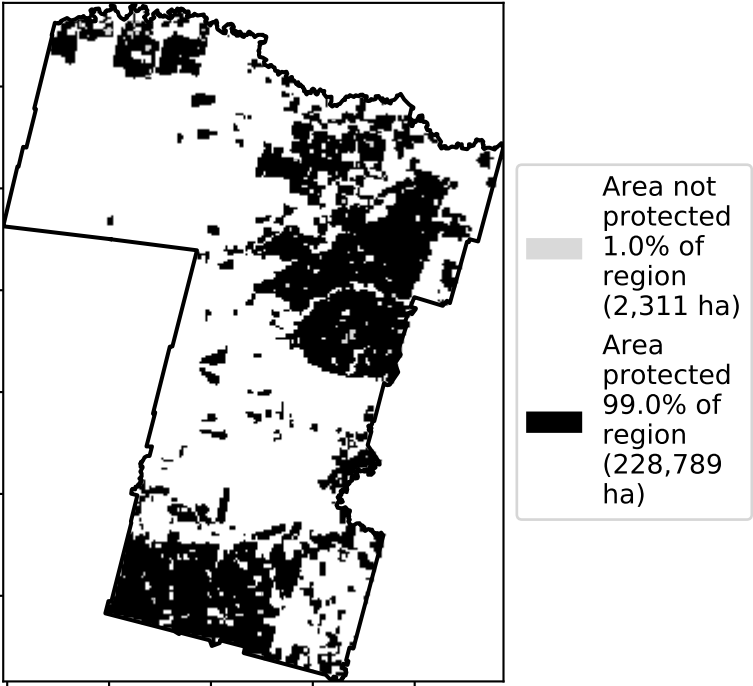 Area not
protected
1.0% of
region
(2,311 ha)
Area
protected
99.0% of
region
(228,789
ha)